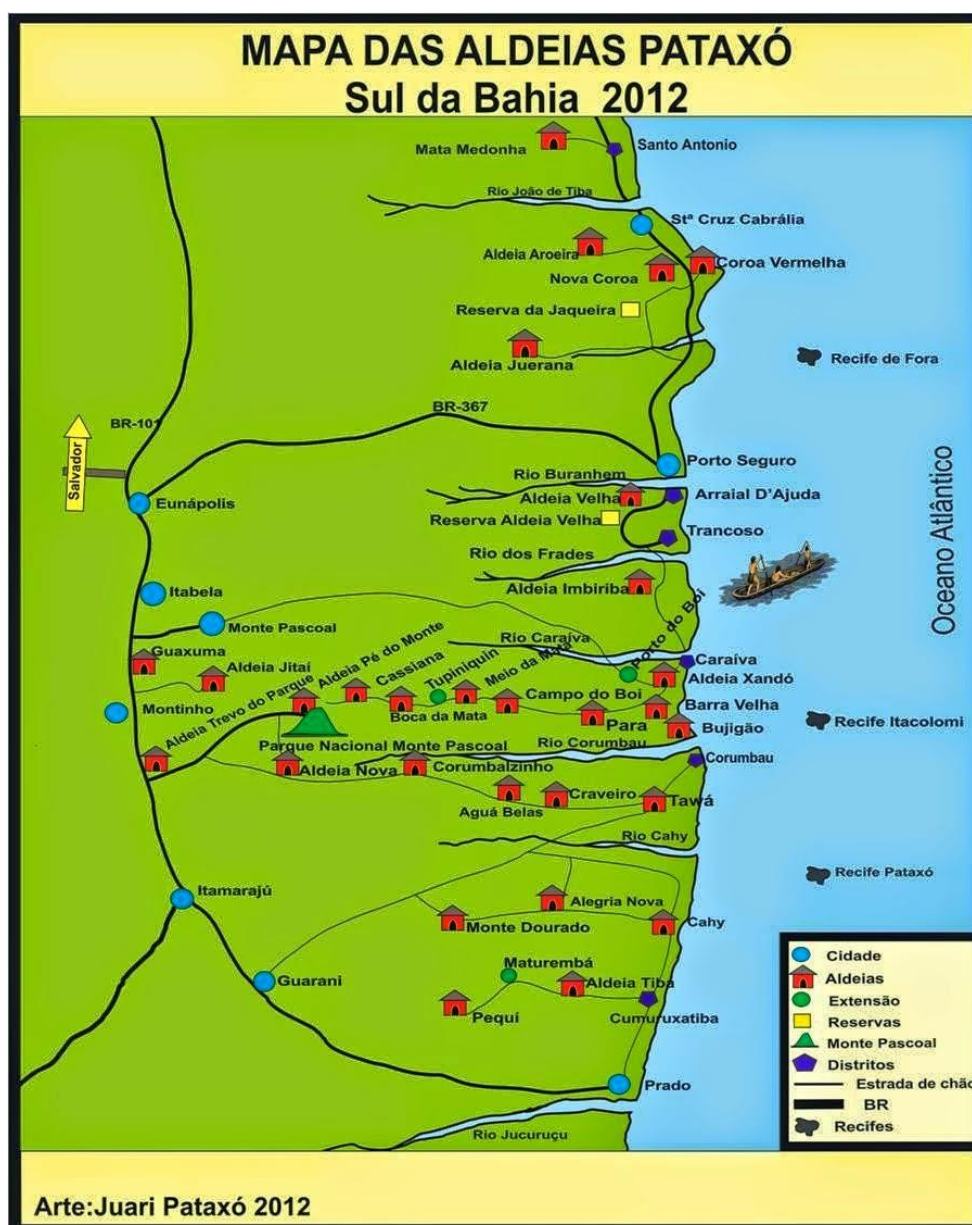 MAPA DAS ALDEIAS PATAXÓ
Sul da Bahia 2012
Mata Medonha
Santo Antonio
Rio João de Tiba
Stª Cruz Cabrália
Aldeia Aroeira
Nova Coroa
Coroa Vermelha
Reserva da Jaqueira
Aldeia Juerana
Recife de Fora
BR-367
BR-101
Salvador
Porto Seguro
Rio Buranhem
Eunápolis
Aldeia Velha
Arraial D'Ajuda
Reserva Aldeia Velha
Trancoso
Oceano Atlântico
Rio dos Frades
Aldeia Imbiriba
Itabela
Monte Pascoal
Porto do Boi
Rio Caraíva
Caraíva
Guaxuma
Aldeia Jitaí
Aldeia Trevo do Parque
Aldeia Pé do Monte
Cassiana
Tupiniquin
Meio da Mata
Aldeia Xandó
Campo do Boi
Barra Velha
Montinho
Boca da Mata
Para
Bujigão
Recife Itacolomi
Parque Nacional Monte Pascoal
Rio Corumbau
Corumbau
Aldeia Nova
Corumbalzinho
Craveiro
Tawá
Aguá Belas
Rio Cahy
Recife Pataxó
Itamarajú
Alegria Nova
Monte Dourado
Cahy
Maturembá
Guarani
Aldeia Tibá
Pequi
Cumuruxatiba
Prado
Rio Jucuruçu
Cidade
Aldeias
Extensão
Reservas
Monte Pascoal
Distritos
Estrada de chão
BR
Recifes
Arte:Juari Pataxó 2012